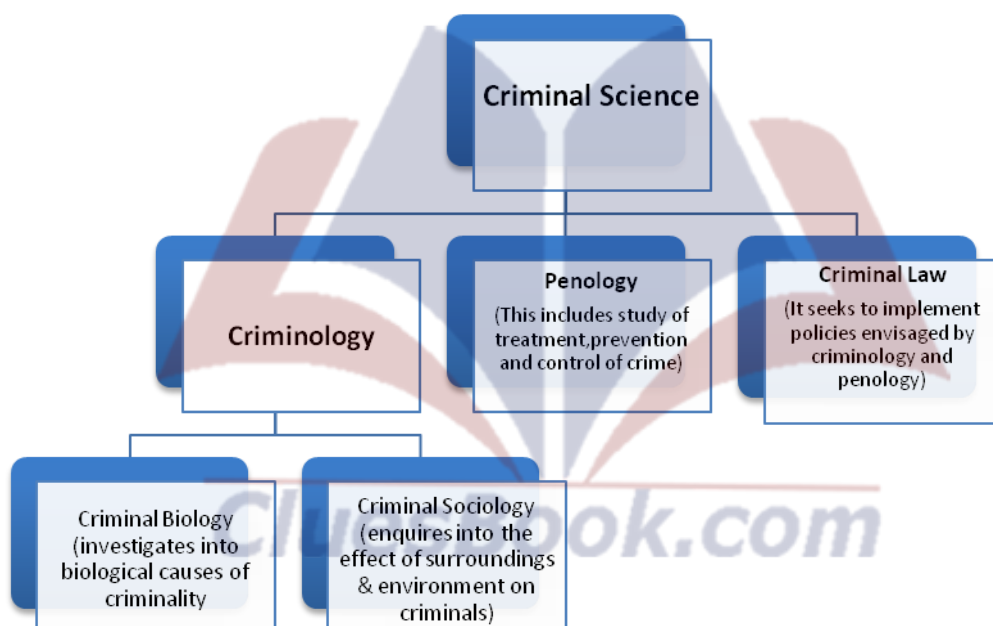 Criminal Science
Criminology
Penology
(This includes study of
treatment,prevention
and control of crime)
Criminal Law
(It seeks to implement
policies envisaged by
criminology and
penology)
Criminal Biology
(investigates into
biological causes of
criminality
Criminal Sociology
(enquires into the
effect of surroundings
& environment on
criminals)
CluesBook.com